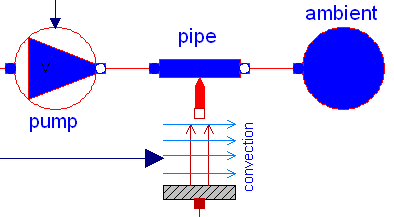 ambient
pipe
V
pump
convection